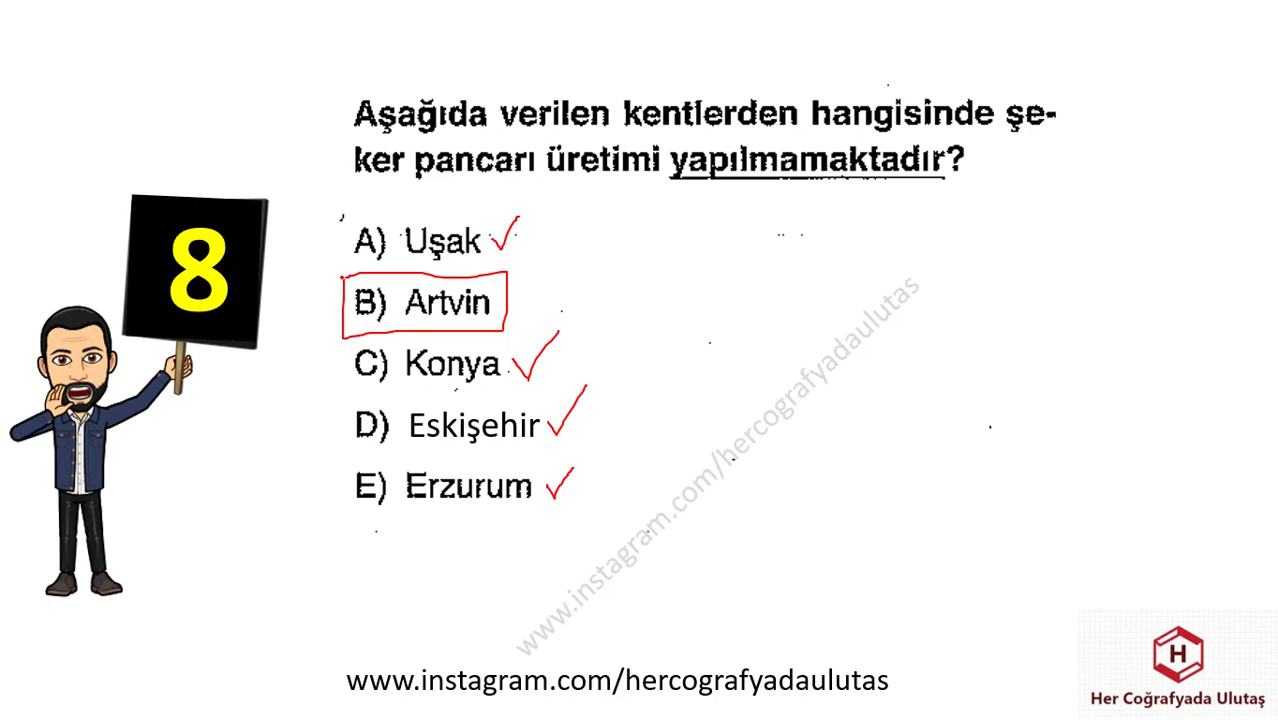 8
Aşağıda verilen kentlerden hangisinde şe-
ker pancarı üretimi yapılmamaktadır?
A) Uşak
B) Artvin
C) Konya
D) Eskişehir
E) Erzurum
www.instagram.com/hercografyadaulutas
www.instagram.com/hercografyadaulutas
H
Her Coğrafyada Ulutaş